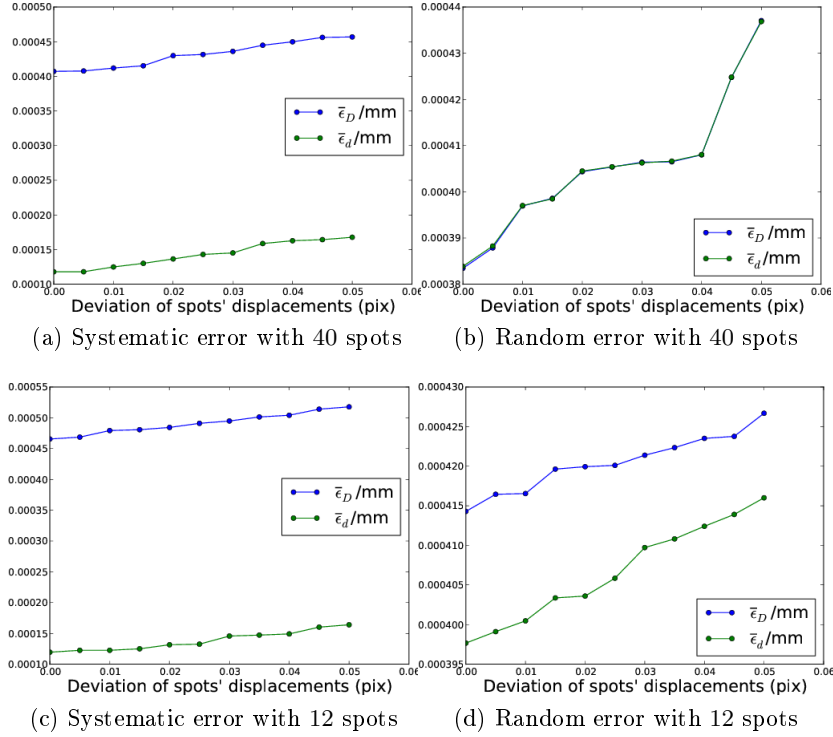 0.00050
0.00045
0.00040
0.00035
0.00030
0.00025
0.00020
0.00015
0.00010
0.00 0.01 0.02 0.03 0.04 0.05 0.06
ϵ̅_D/mm
ϵ̅_d/mm
Deviation of spots' displacements (pix)
(a) Systematic error with 40 spots
0.00044
0.00043
0.00042
0.00041
0.00040
0.00039
0.00038
0.00 0.01 0.02 0.03 0.04 0.05 0.06
ϵ̅_D/mm
ϵ̅_d/mm
Deviation of spots' displacements (pix)
(b) Random error with 40 spots
0.00055
0.00050
0.00045
0.00040
0.00035
0.00030
0.00025
0.00020
0.00015
0.00010
0.00 0.01 0.02 0.03 0.04 0.05 0.06
ϵ̅_D/mm
ϵ̅_d/mm
Deviation of spots' displacements (pix)
(c) Systematic error with 12 spots
0.000430
0.000425
0.000420
0.000415
0.000410
0.000405
0.000400
0.000395
0.00 0.01 0.02 0.03 0.04 0.05 0.06
ϵ̅_D/mm
ϵ̅_d/mm
Deviation of spots' displacements (pix)
(d) Random error with 12 spots